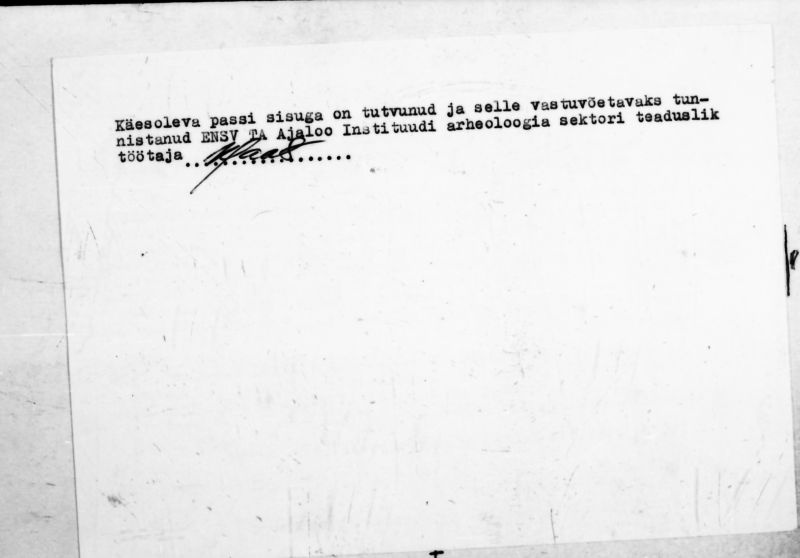 Käesoleva passi sisuga on tutvunud ja selle vastuvõetavaks tun-
nistanud ENSV TA Ajaloo Instituudi arheoloogia sektori teaduslik
töötaja ..................